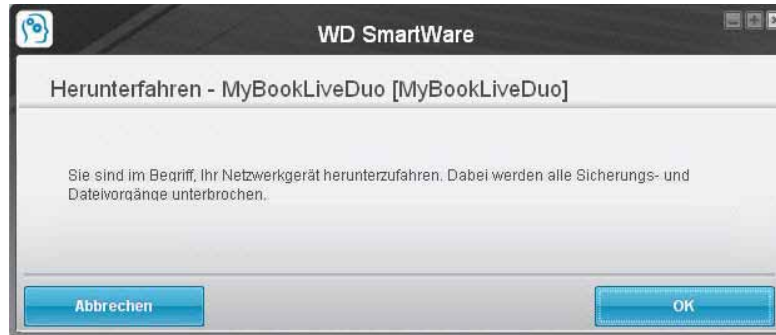 WD SmartWare
Herunterfahren - MyBookLiveDuo [MyBookLiveDuo]
Sie sind im Begriff, Ihr Netzwerkgerät herunterzufahren. Dabei werden alle Sicherungs- und
Dateivorgänge unterbrochen.
Abbrechen
OK